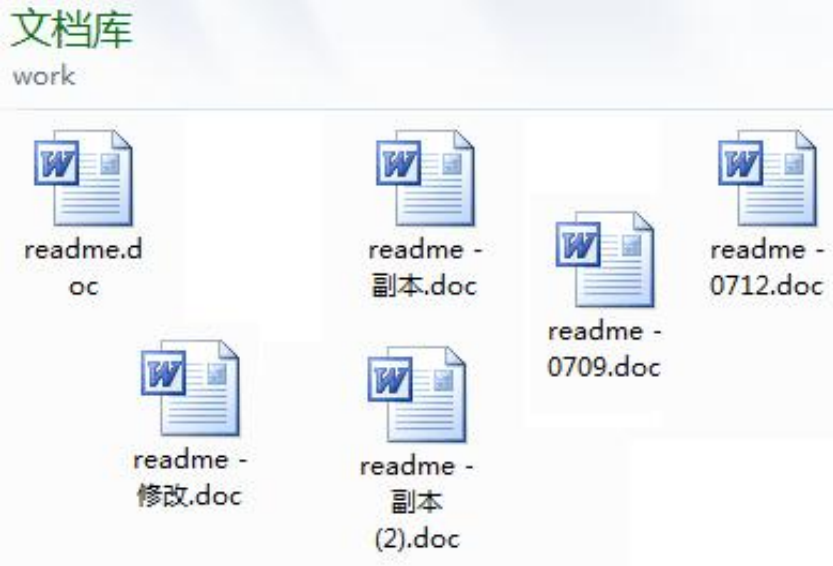 文档库
work
readme.d
oc
readme -
副本.doc
readme -
0709.doc
readme -
0712.doc
readme -
修改.doc
readme -
副本
(2).doc